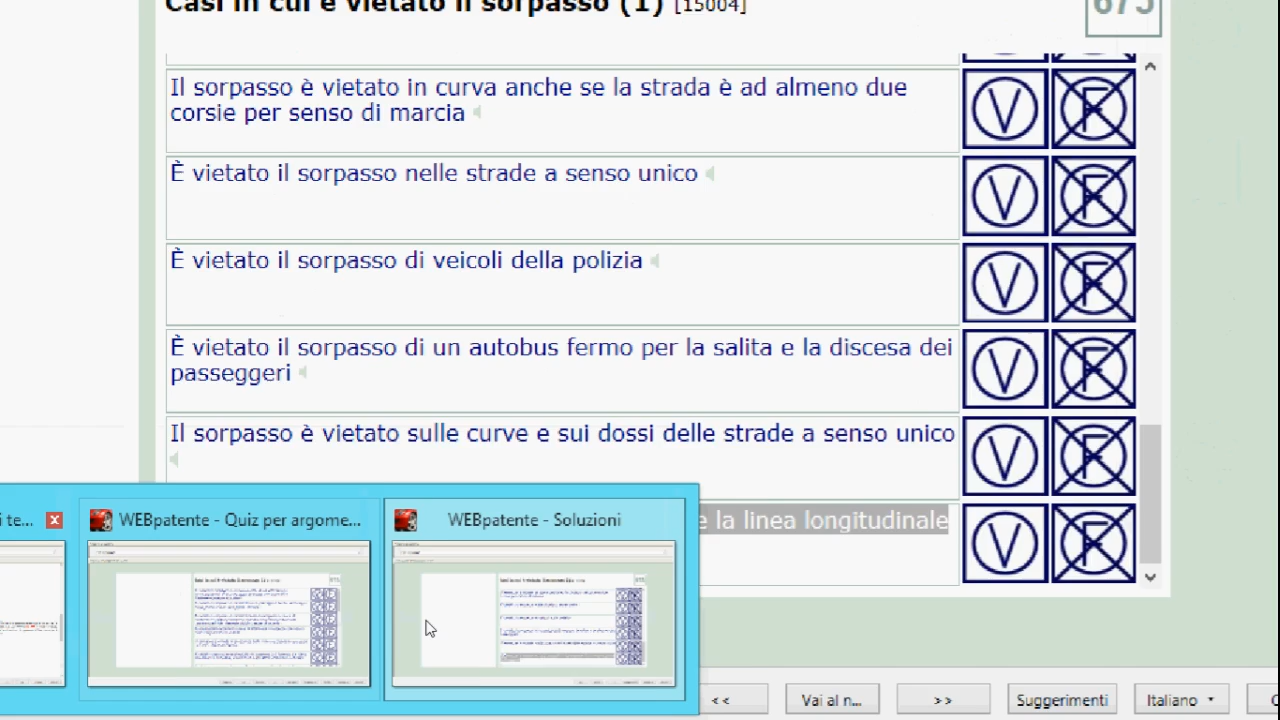 Casi in cui è vietato il sorpasso (1) [15004]
675
Il sorpasso è vietato in curva anche se la strada è ad almeno due
corsie per senso di marcia
V F
È vietato il sorpasso nelle strade a senso unico
V F
È vietato il sorpasso di veicoli della polizia
V F
È vietato il sorpasso di un autobus fermo per la salita e la discesa dei
passeggeri
V F
Il sorpasso è vietato sulle curve e sui dossi delle strade a senso unico
V F
e la linea longitudinale
V F
i te...
WEBpatente - Quiz per argome...
WEBpatente - Soluzioni
<<
Vai al n...
>>
Suggerimenti
Italiano